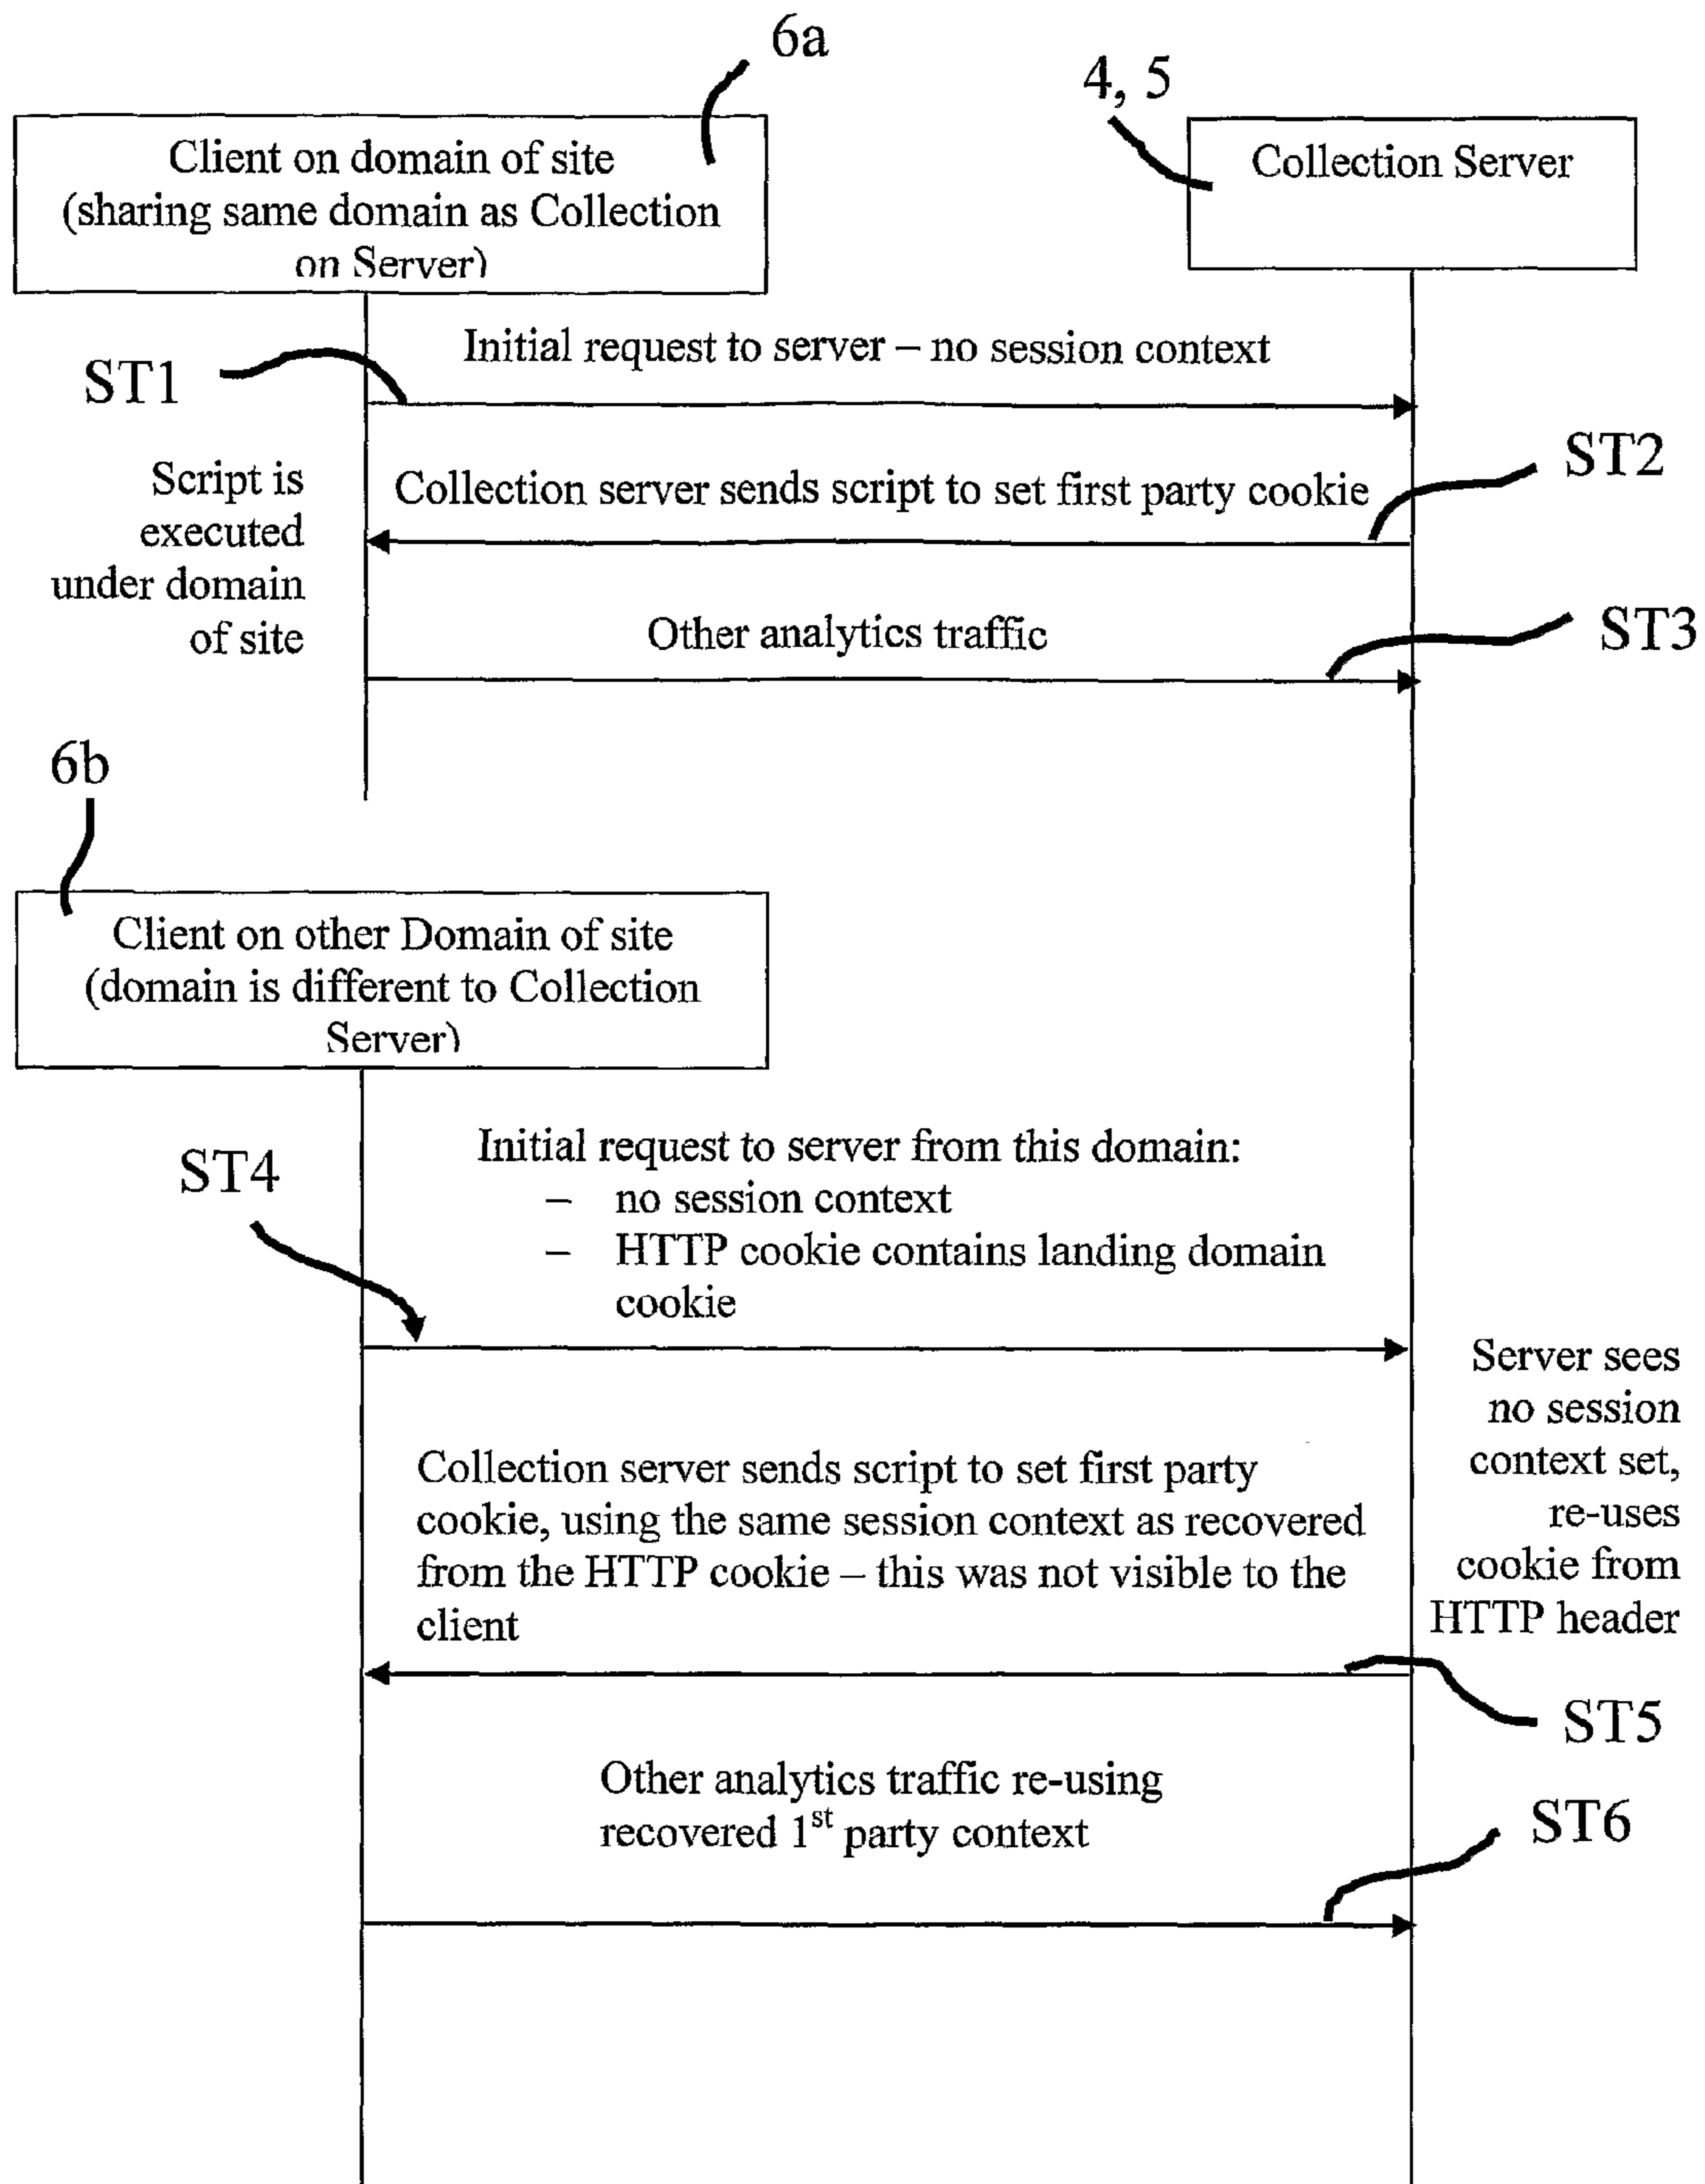 6a
4, 5
Client on domain of site
(sharing same domain as Collection
on Server)
Collection Server
Initial request to server – no session context
ST1
ST2
Script is
executed
under domain
of site
Collection server sends script to set first party cookie
Other analytics traffic
ST3
6b
Client on other Domain of site
(domain is different to Collection
Server)
ST4
Initial request to server from this domain:
– no session context
– HTTP cookie contains landing domain
cookie
Server sees
no session
context set,
re-uses
cookie from
HTTP header
Collection server sends script to set first party
cookie, using the same session context as recovered
from the HTTP cookie – this was not visible to the
client
ST5
Other analytics traffic re-using
recovered 1st party context
ST6